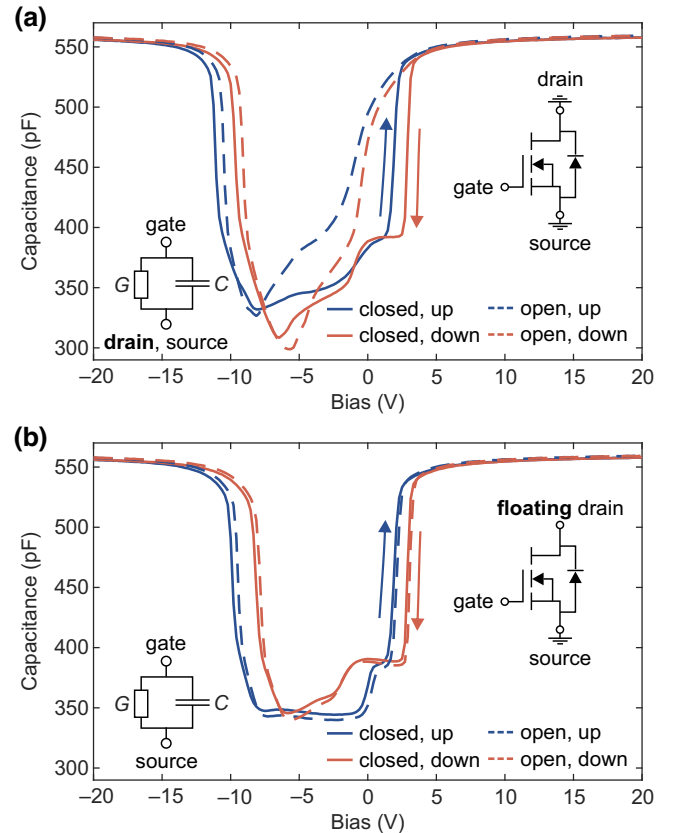 (a)
550
500
450
400
350
300
Capacitance (pF)
–20 –15 –10 –5 0 5 10 15 20
Bias (V)
gate
G C
drain, source
drain
gate
source
closed, up open, up
closed, down open, down
(b)
550
500
450
400
350
300
Capacitance (pF)
–20 –15 –10 –5 0 5 10 15 20
Bias (V)
gate
G C
source
floating drain
gate
source
closed, up open, up
closed, down open, down